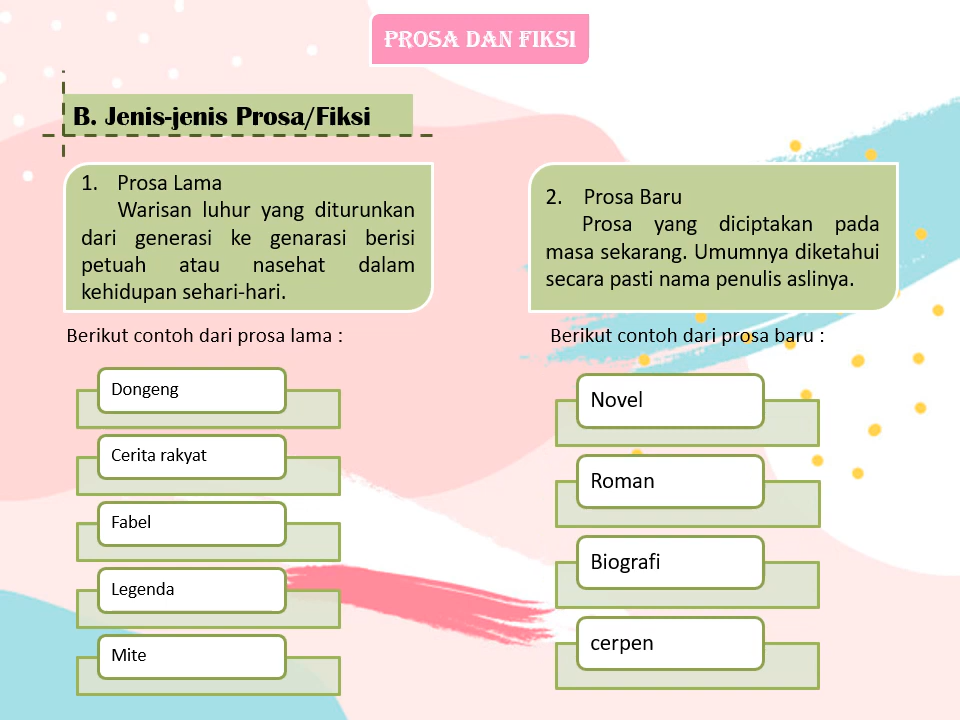 PROSA DAN FIKSI
B. Jenis-jenis Prosa/Fiksi
1. Prosa Lama
Warisan luhur yang diturunkan
dari generasi ke genarasi berisi
petuah atau nasehat dalam
kehidupan sehari-hari.
Berikut contoh dari prosa lama :
Dongeng
Cerita rakyat
Fabel
Legenda
Mite
2. Prosa Baru
Prosa yang diciptakan pada
masa sekarang. Umumnya diketahui
secara pasti nama penulis aslinya.
Berikut contoh dari prosa baru :
Novel
Roman
Biografi
cerpen